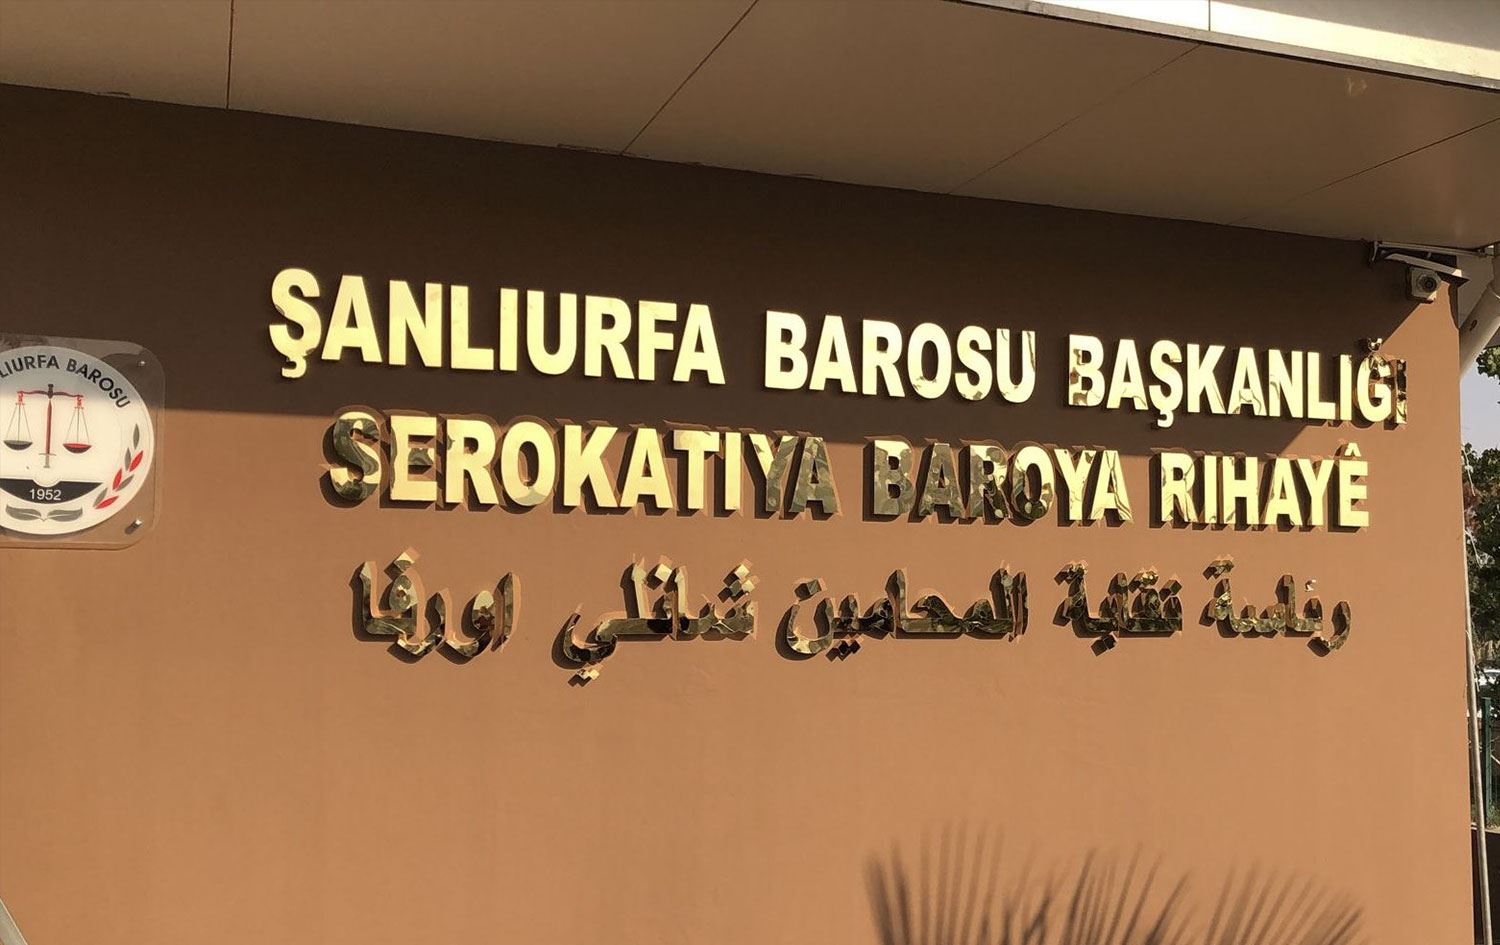 ŞANLIURFA BAROSU BAŞKANLIĞI
SEROKATIYA BAROYA RIHAYÊ
رئاسة نقابة المحامين شانلي اورفا
LIURFA BAROSU
1952